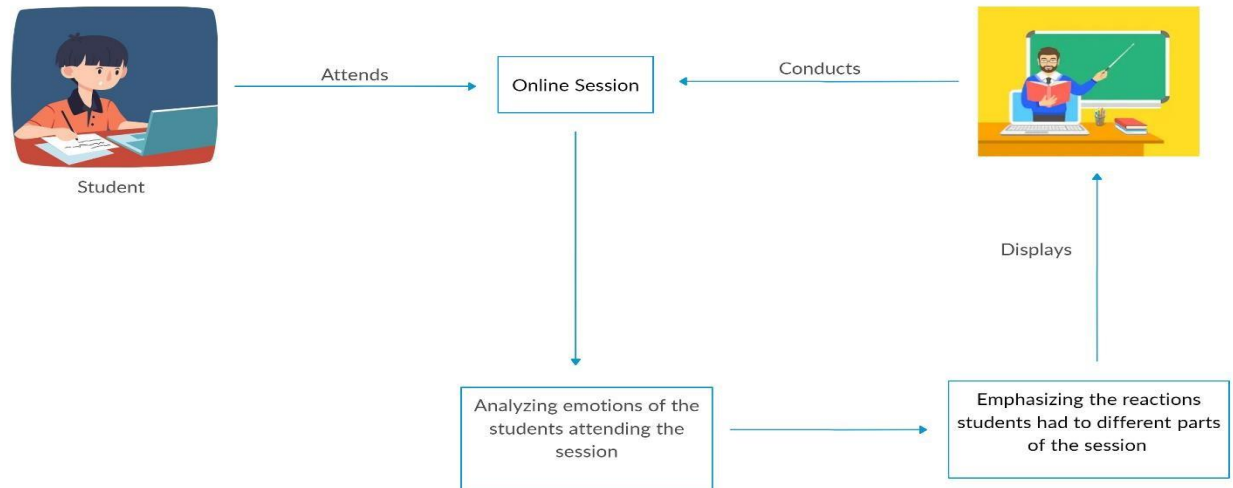 Attends
Online Session
Conducts
Student
Displays
Analyzing emotions of the
students attending the
session
Emphasizing the reactions
students had to different parts
of the session